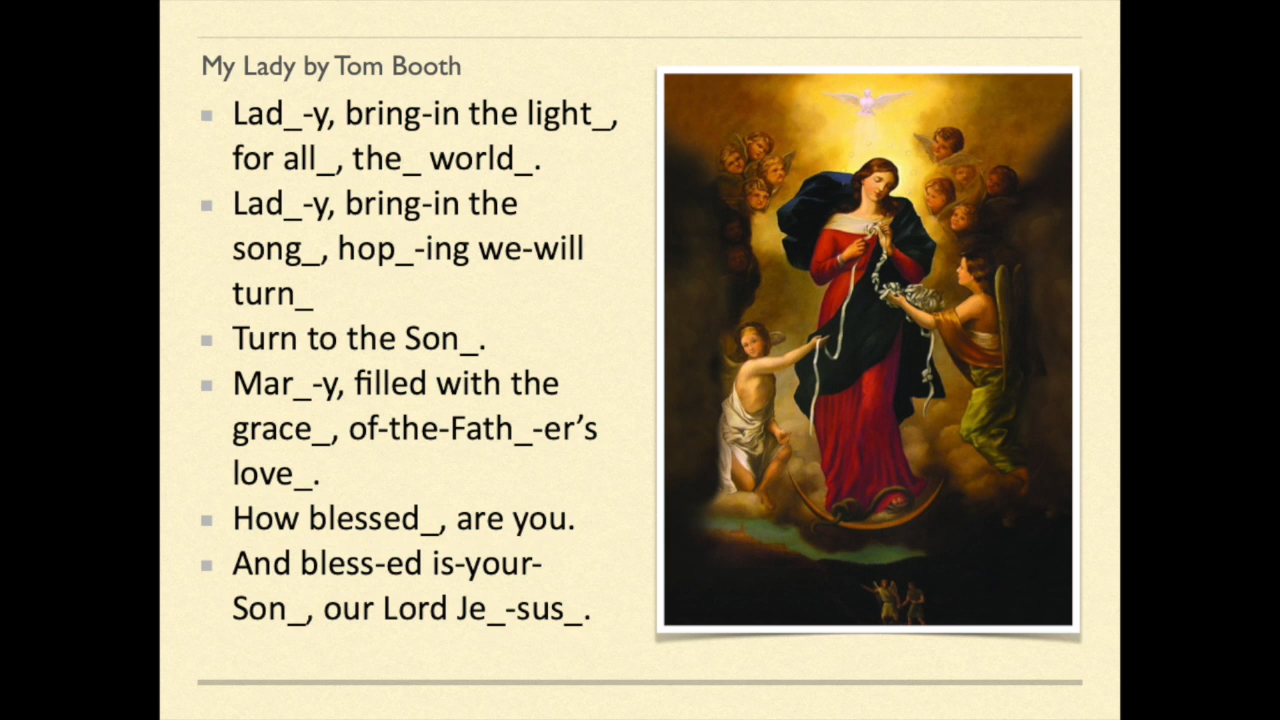 My Lady by Tom Booth
Lad_-y, bring-in the light_,
for all_, the_ world_.
Lad_-y, bring-in the
song_, hop_-ing we-will
turn_
Turn to the Son_.
Mar_-y, filled with the
grace_, of-the-Fath_-er’s
love_.
How blessed_, are you.
And bless-ed is-your-
Son_, our Lord Je_-sus_.